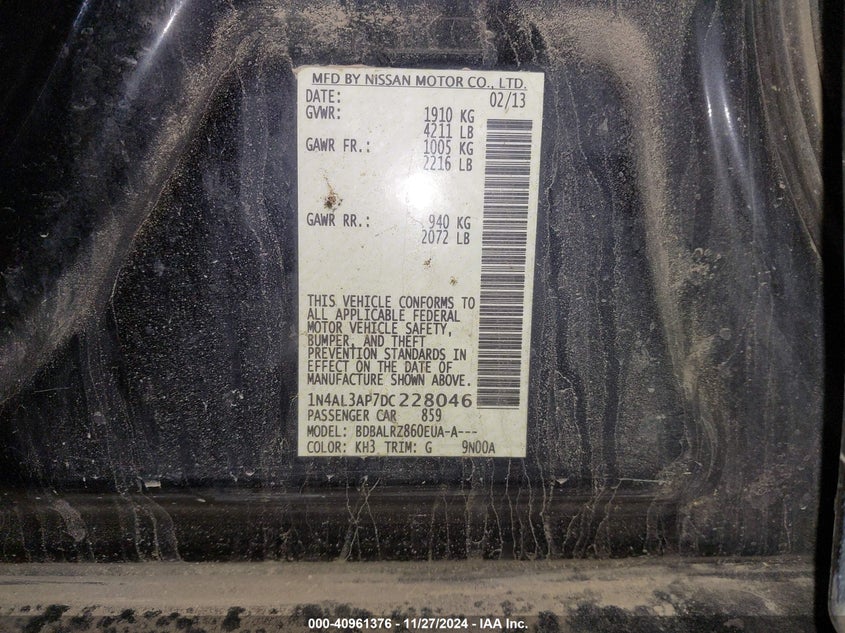 MFD BY NISSAN MOTOR CO., LTD.
DATE: 02/13
GVWR: 1910 KG
4211 LB
GAWR FR.: 1005 KG
2216 LB
GAWR RR.: 940 KG
2072 LB
THIS VEHICLE CONFORMS TO
ALL APPLICABLE FEDERAL
MOTOR VEHICLE SAFETY,
BUMPER, AND THEFT
PREVENTION STANDARDS IN
EFFECT ON THE DATE OF
MANUFACTURE SHOWN ABOVE.
1N4AL3AP7DC228046
PASSENGER CAR 859
MODEL: BDBALRZ860EUA-A---
COLOR: KH3 TRIM: G 9N00A
000-40961376 - 11/27/2024 - IAA Inc.